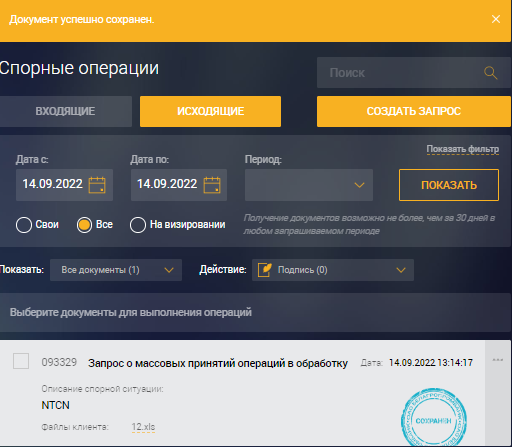 Документ успешно сохранен.
Спорные операции
Поиск
ВХОДЯЩИЕ
ИСХОДЯЩИЕ
СОЗДАТЬ ЗАПРОС
Показать фильтр
Дата с:
Дата по:
Период:
14.09.2022
14.09.2022
ПОКАЗАТЬ
Свои
Все
На визировании
Получение документов возможно не более, чем за 30 дней в
любом запрашиваемом периоде
Показать:
Все документы (1)
Действие:
Подпись (0)
Выберите документы для выполнения операций
093329
Запрос о массовых принятий операций в обработку
Дата:
14.09.2022 13:14:17
Описание спорной ситуации:
NTCN
Файлы клиента:
12.xls
СОХРАНЕН